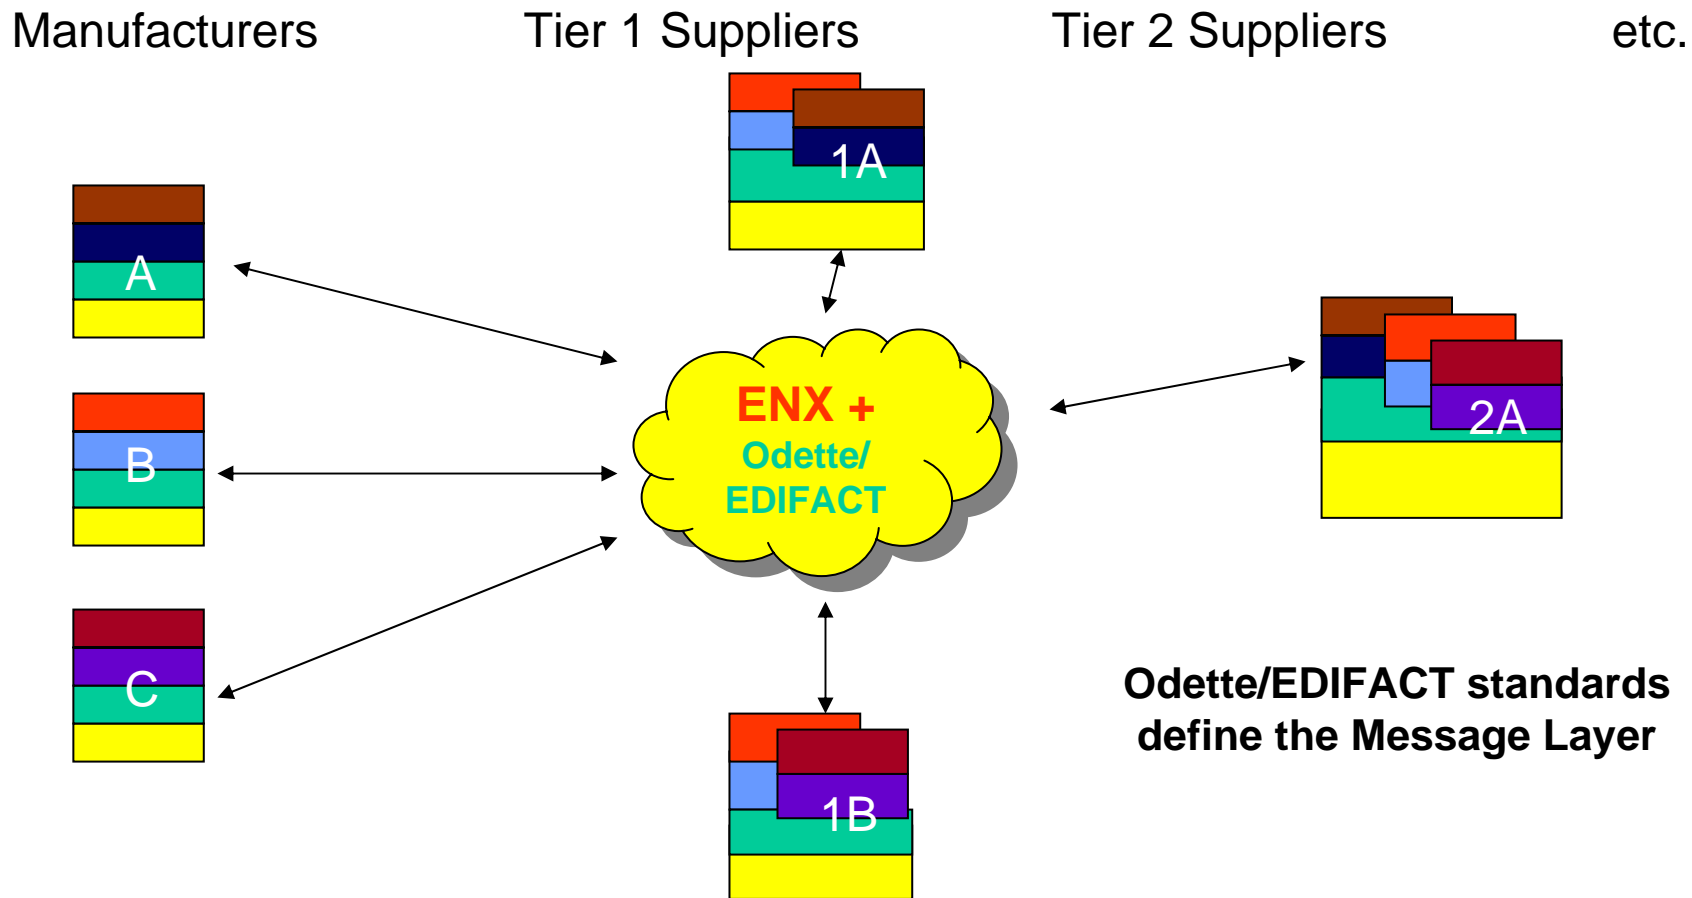 Manufacturers
Tier 1 Suppliers
Tier 2 Suppliers
etc.
1A
A
ENX +
Odette/
EDIFACT
2A
B
C
Odette/EDIFACT standards
define the Message Layer
1B